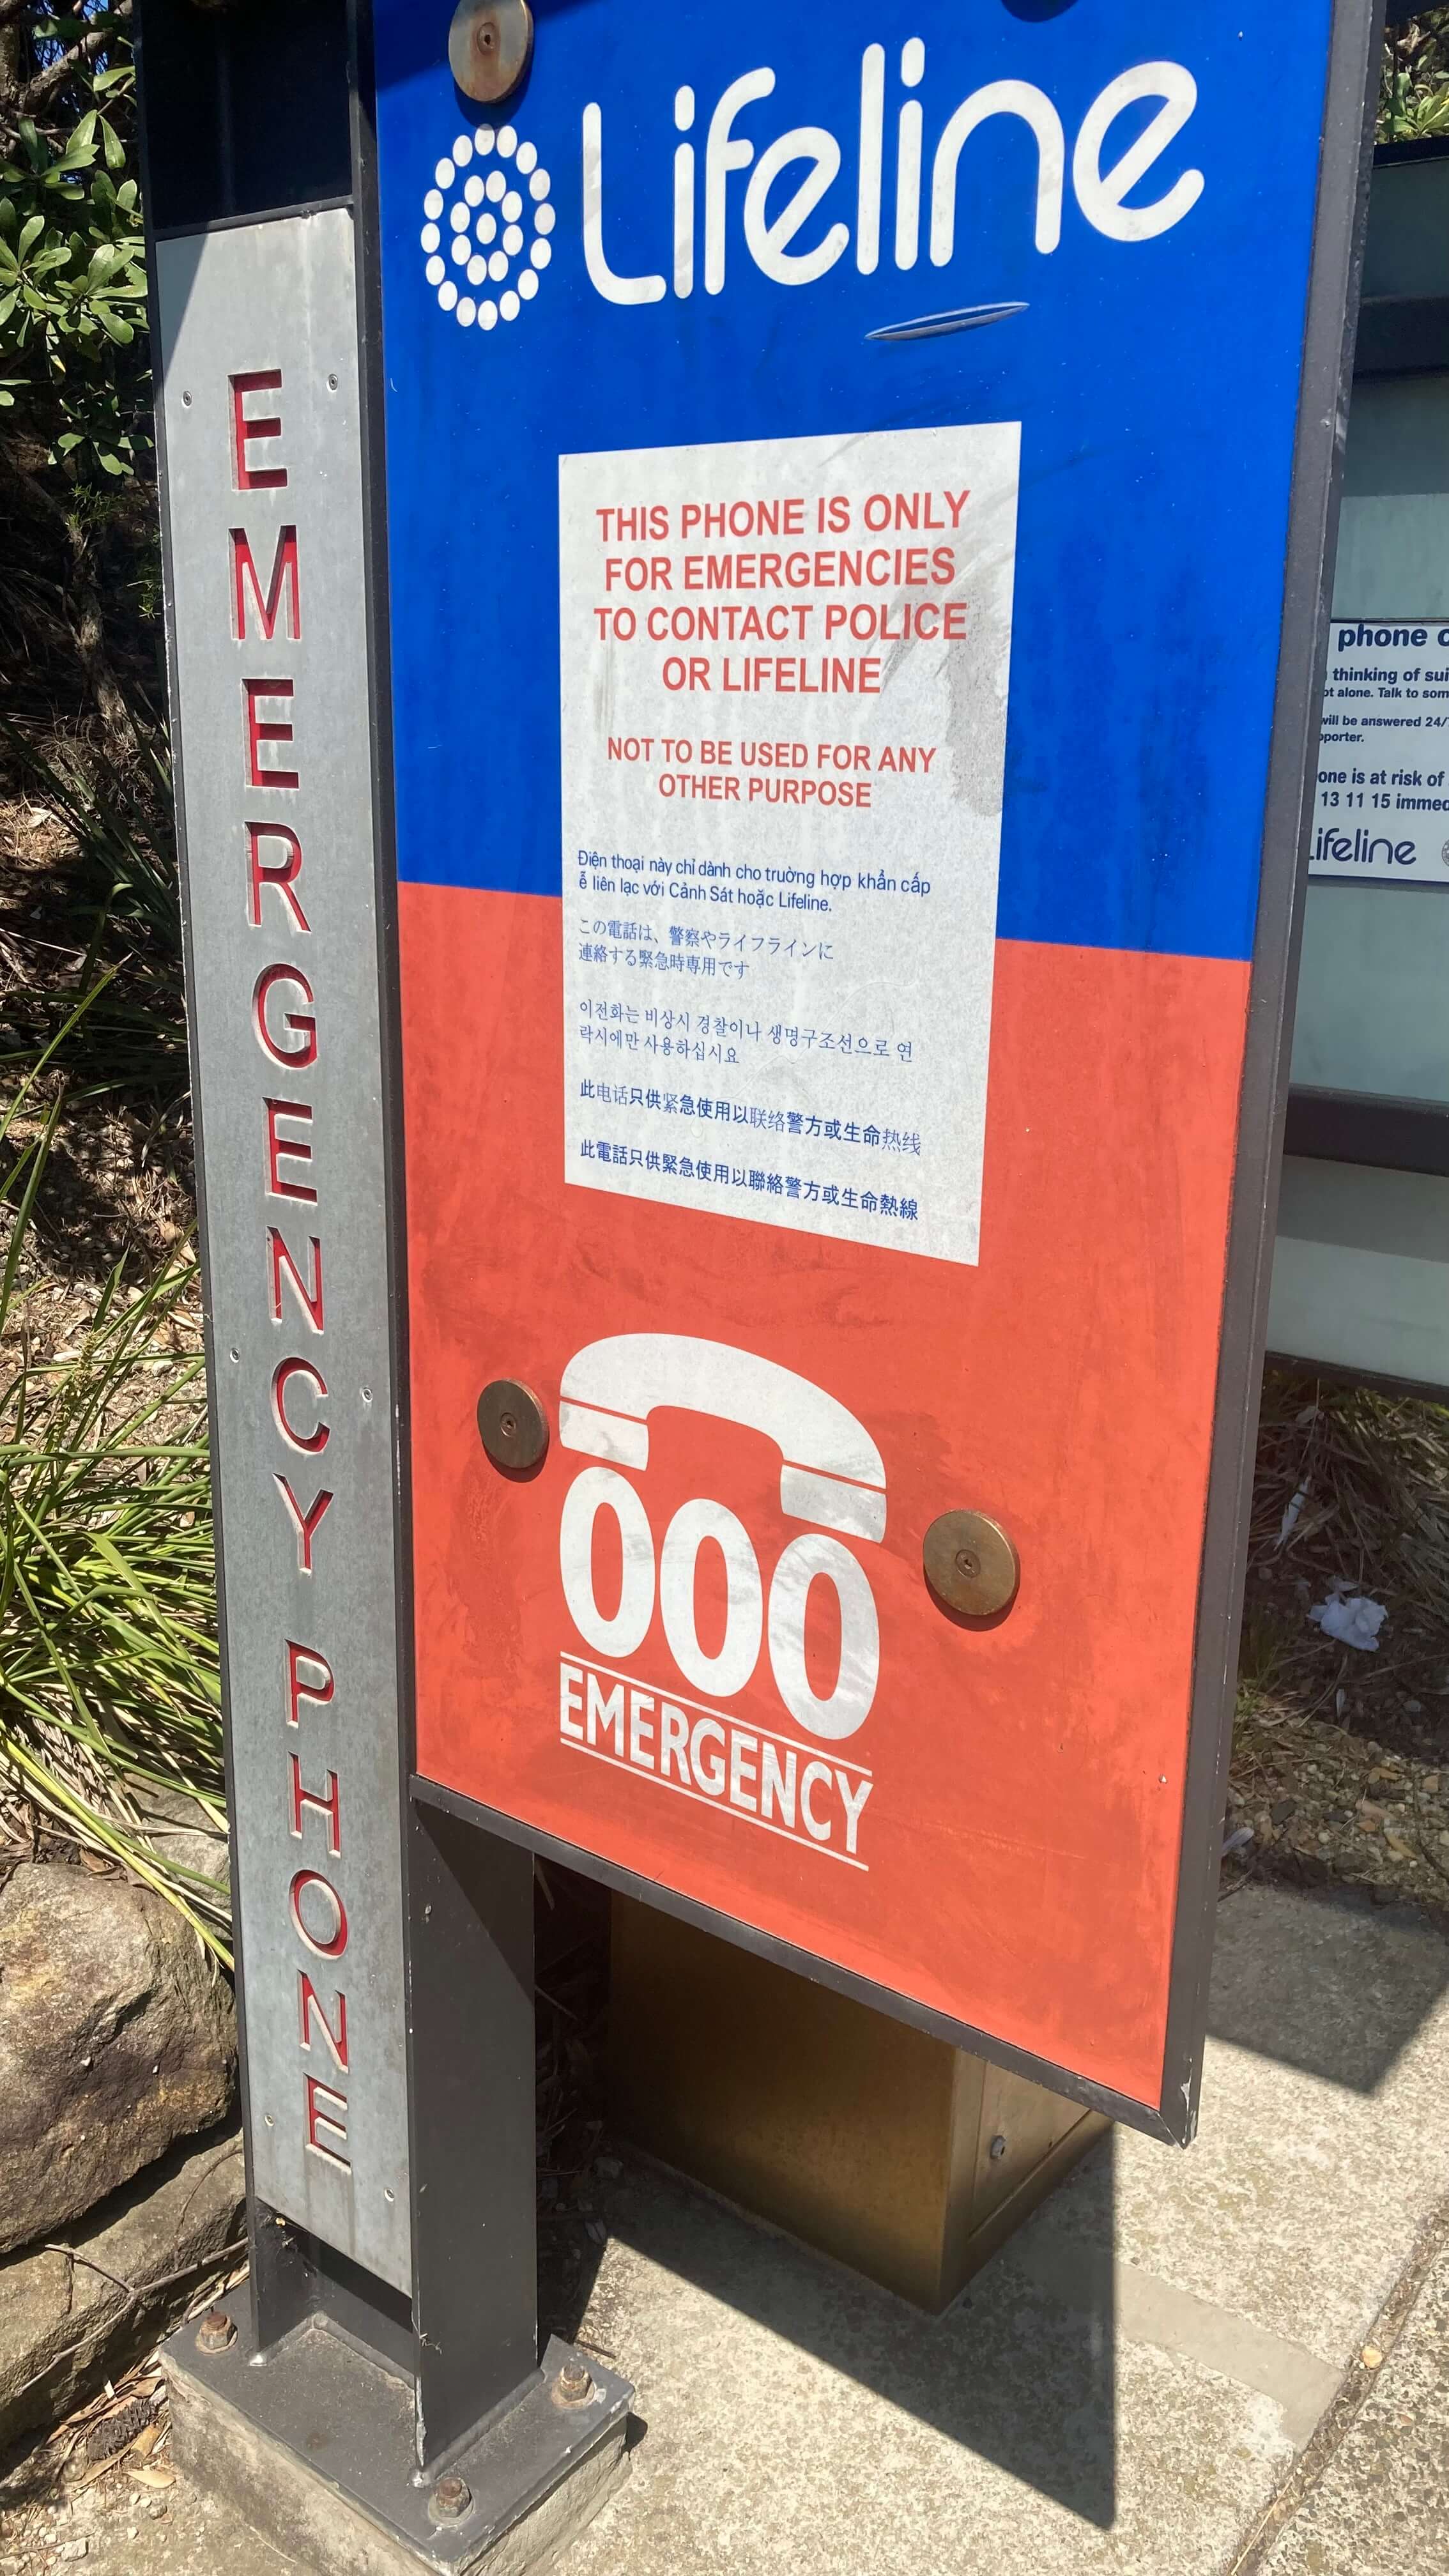 Lifeline
EMERGENCY PHONE
THIS PHONE IS ONLY
FOR EMERGENCIES
TO CONTACT POLICE
OR LIFELINE
NOT TO BE USED FOR ANY
OTHER PURPOSE
Điện thoại này chỉ dành cho trường hợp khẩn cấp
ễ liên lạc với Cảnh Sát hoặc Lifeline.
この電話は、警察やライフラインに
連絡する緊急時専用です
이전화는 비상시 경찰이나 생명구조선으로 연
락시에만 사용하십시요
此电话只供紧急使用以联络警方或生命热线
此電話只供緊急使用以聯絡警方或生命熱線
000
EMERGENCY
phone
thinking of
alone. Talk to
will be answered 24/
one is at risk of
13 11 15
Lifeline